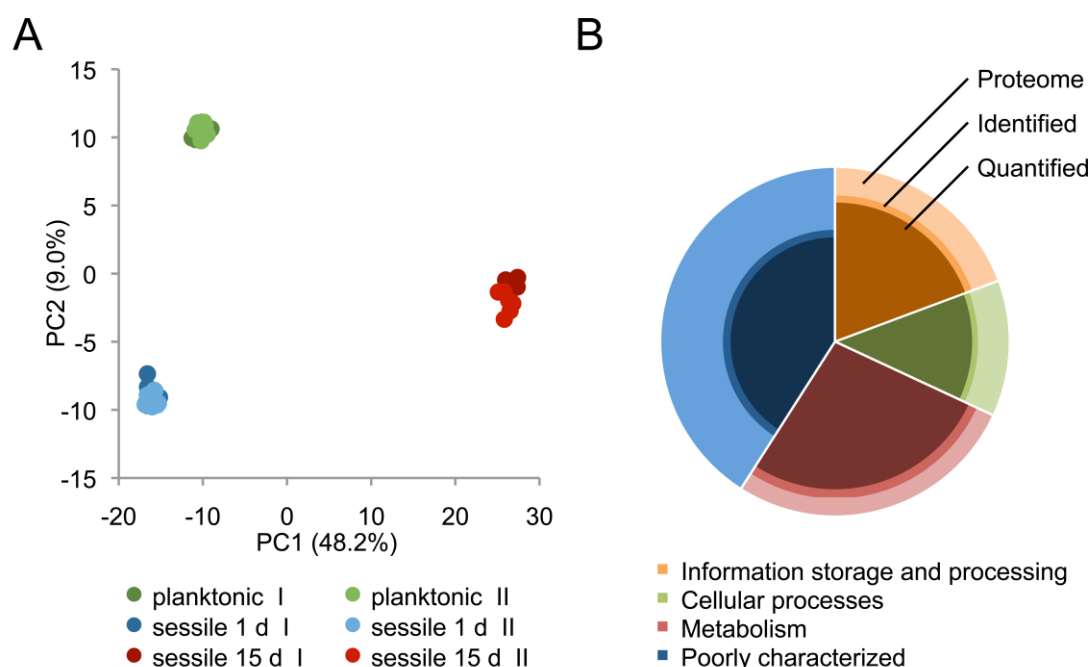 A
15
10
5
0
-5
-10
-15
PC2 (9.0%)
-20 -10 0 10 20 30
PC1 (48.2%)
planktonic I planktonic II
sessile 1 d I sessile 1 d II
sessile 15 d I sessile 15 d II
B
Proteome
Identified
Quantified
Information storage and processing
Cellular processes
Metabolism
Poorly characterized